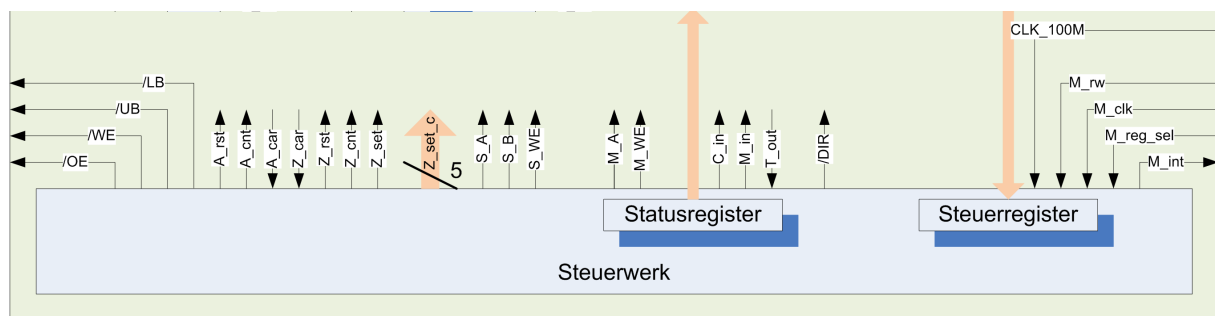 CLK_100M
/LB
M_rw
/UB
M_clk
/WE
M_reg_sel
/OE
M_int
A_rst
A_cnt
A_car
Z_car
Z_rst
Z_cnt
Z_set
Z_set_c
5
S_A
S_B
S_WE
M_A
M_WE
C_in
M_in
T_out
/DIR
Statusregister
Steuerregister
Steuerwerk